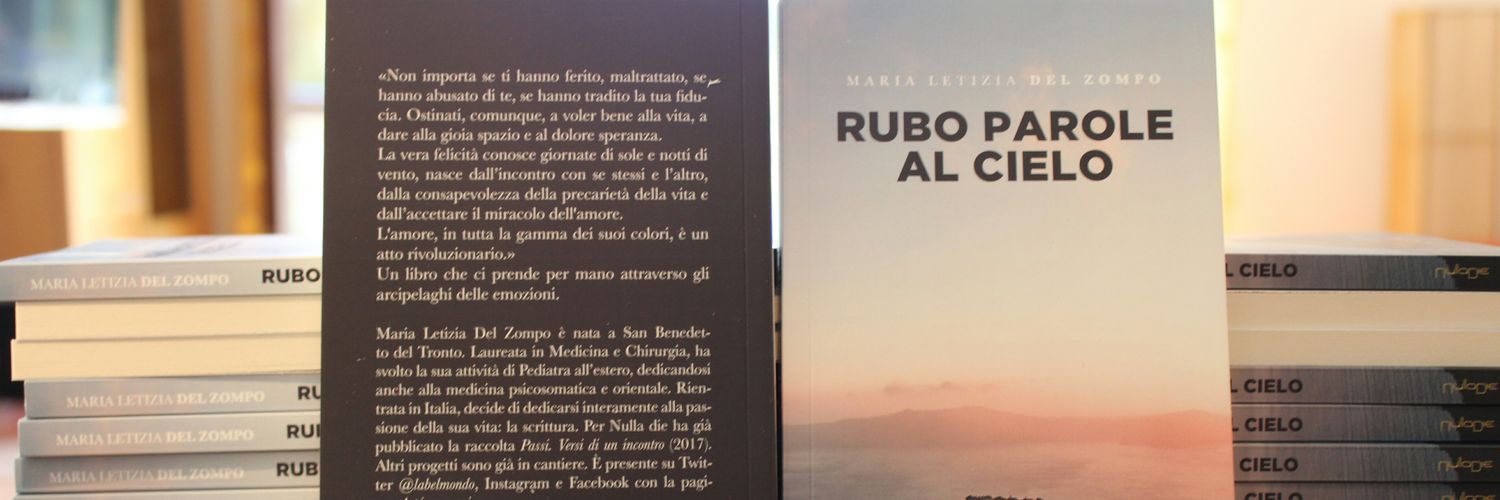 «Non importa se ti hanno ferito, maltrattato, se
hanno abusato di te, se hanno tradito la tua fidu-
cia. Ostinati, comunque, a voler bene alla vita, a
dare alla gioia spazio e al dolore speranza.
La vera felicità conosce giornate di sole e notti di
vento, nasce dall'incontro con se stessi e l'altro,
dalla consapevolezza della precarietà della vita e
dall'accettare il miracolo dell'amore.
L'amore, in tutta la gamma dei suoi colori, è un
atto rivoluzionario.»
Un libro che ci prende per mano attraverso gli
arcipelaghi delle emozioni.
Maria Letizia Del Zompo è nata a San Benedet-
to del Tronto. Laureata in Medicina e Chirurgia, ha
svolto la sua attività di Pediatra all'estero, dedicandosi
anche alla medicina psicosomatica e orientale. Rien-
trata in Italia, decide di dedicarsi interamente alla pas-
sione della sua vita: la scrittura. Per Nulla die ha già
pubblicato la raccolta Passi. Versi di un incontro (2017).
Altri progetti sono già in cantiere. È presente su Twit-
ter @labelmondo, Instagram e Facebook con la pagi-
MARIA LETIZIA DEL ZOMPO
RUBO PAROLE
AL CIELO
MARIA LETIZIA DEL ZOMPO RUBO
MARIA LETIZIA DEL ZOMPO RU
MARIA LETIZIA DEL ZOMPO RU
MARIA LETIZIA DEL ZOMPO RUB
L CIELO
L CIELO
L CIELO
CIELO